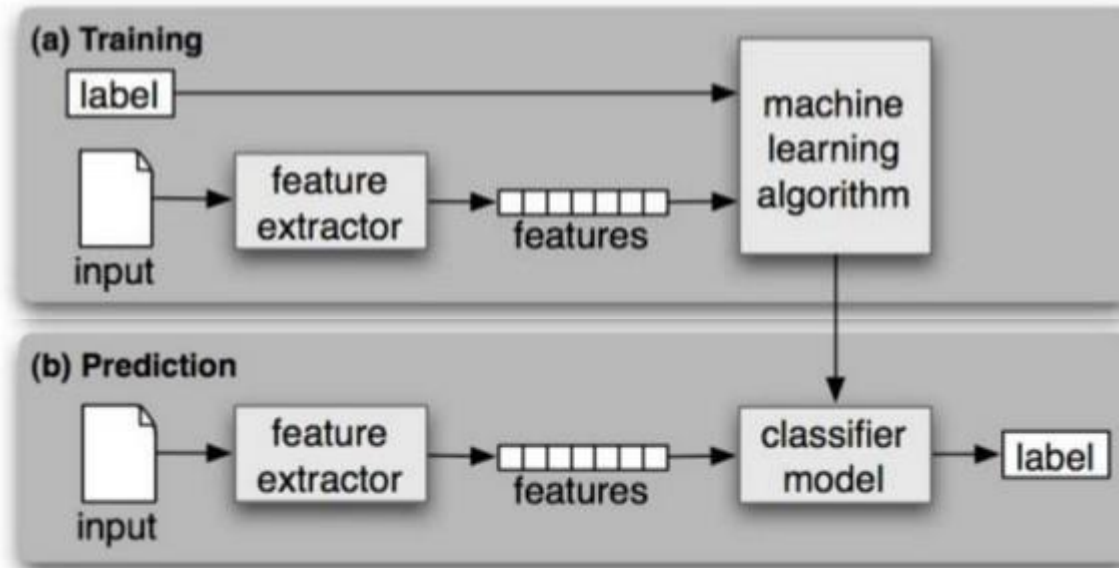 (a) Training
label
machine
learning
algorithm
feature
extractor
features
input
(b) Prediction
feature
extractor
features
classifier
model
label
input